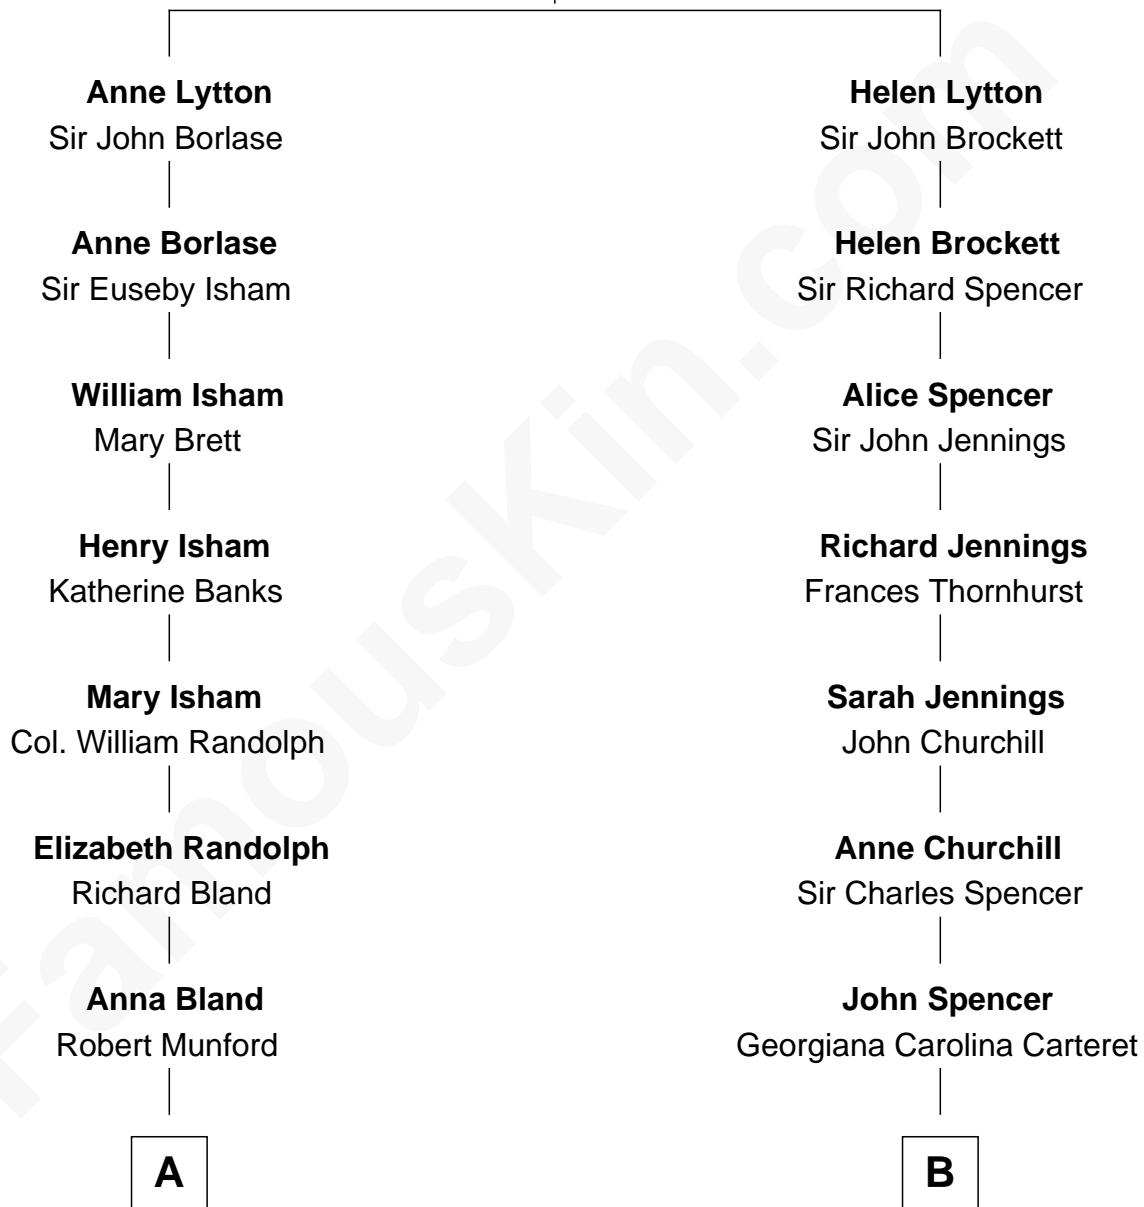 Anne Lytton
Sir John Borlase
Helen Lytton
Sir John Brockett
Anne Borlase
Sir Euseby Isham
Helen Brockett
Sir Richard Spencer
William Isham
Mary Brett
Alice Spencer
Sir John Jennings
Henry Isham
Katherine Banks
Richard Jennings
Frances Thornhurst
Mary Isham
Col. William Randolph
Sarah Jennings
John Churchill
Elizabeth Randolph
Richard Bland
Anne Churchill
Sir Charles Spencer
Anna Bland
Robert Munford
John Spencer
Georgiana Carolina Carteret
A
B
FamousKin.com